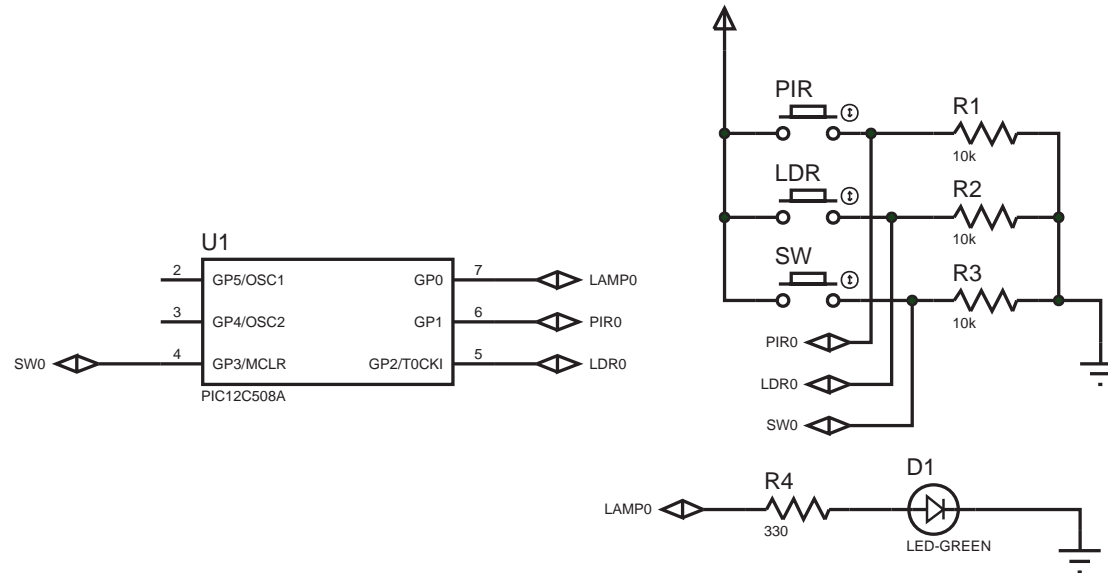 U1
2 GP5/OSC1 GP0 7 LAMP0
3 GP4/OSC2 GP1 6 PIR0
SW0 4 GP3/MCLR GP2/T0CKI 5 LDR0
PIC12C508A
PIR R1
10k
LDR R2
10k
SW R3
10k
PIR0
LDR0
SW0
R4 D1
LAMP0
330 LED-GREEN